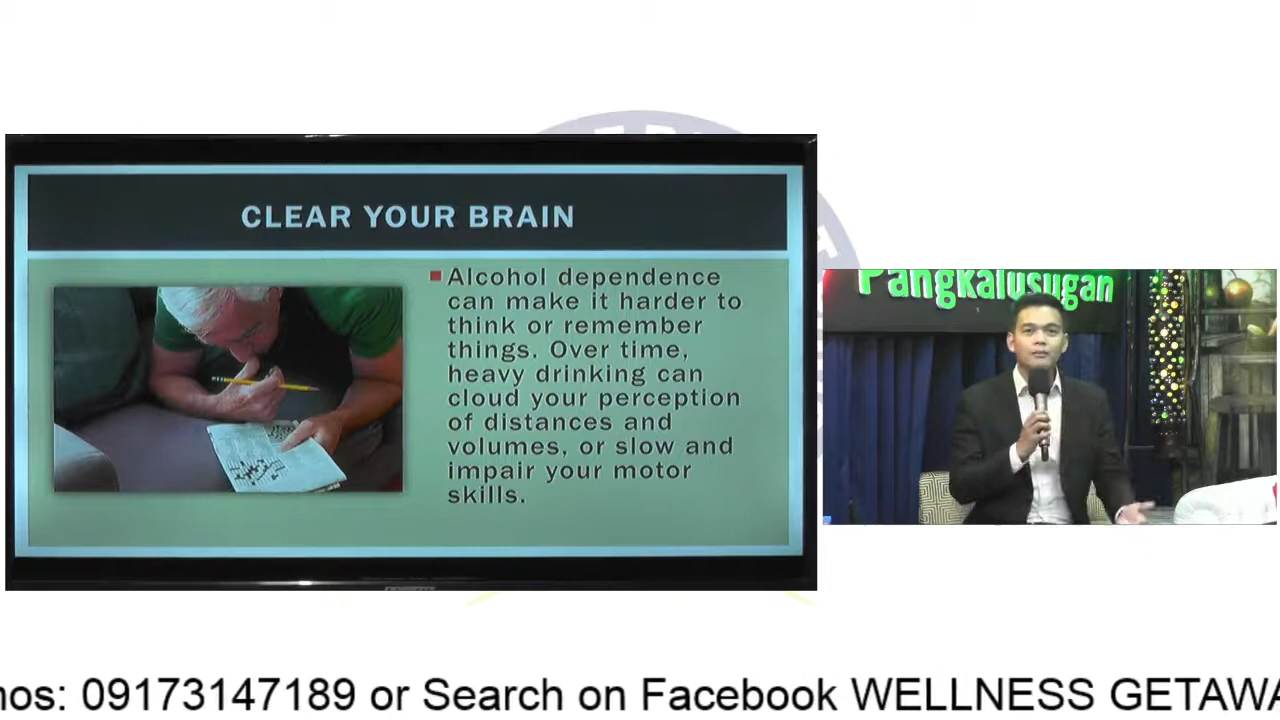 CLEAR YOUR BRAIN
Alcohol dependence
can make it harder to
think or remember
things. Over time,
heavy drinking can
cloud your perception
of distances and
volumes, or slow and
impair your motor
skills.
Pangkalusugan
nos: 09173147189 or Search on Facebook WELLNESS GETAWA